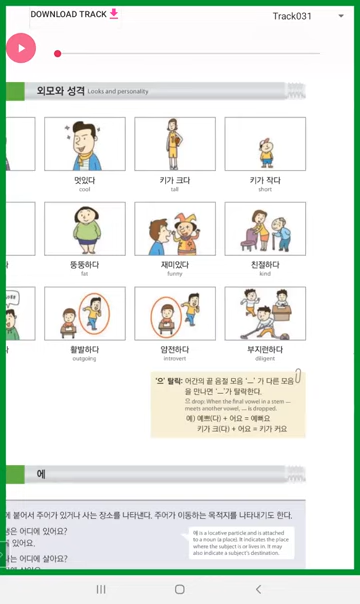 DOWNLOAD TRACK
Track031
외모와 성격 Looks and personality
멋있다 키가 크다 키가 작다
cool tall short
뚱뚱하다 재미있다 친절하다
fat funny kind
활발하다 얌전하다 부지런하다
outgoing introvert diligent
'으' 탈락: 어간의 끝 음절 모음 'ㅡ' 가 다른 모음
을 만나면 'ㅡ'가 탈락한다.
으 drop: When the final vowel in a stem ㅡ
meets another vowel, ㅡ is dropped.
예) 예쁘(다) + 어요 = 예뻐요
키가 크(다) + 어요 = 키가 커요
에
에 붙어서 주어가 있거나 사는 장소를 나타낸다. 주어가 이동하는 목적지를 나타내기도 한다.
생은 어디에 있어요?
에 있어요.
나는 어디에 살아요?
에 is a locative particle and is attached
to a noun (a place). It indicates the place
where the subject is or lives in. It may
also indicate a subject's destination.